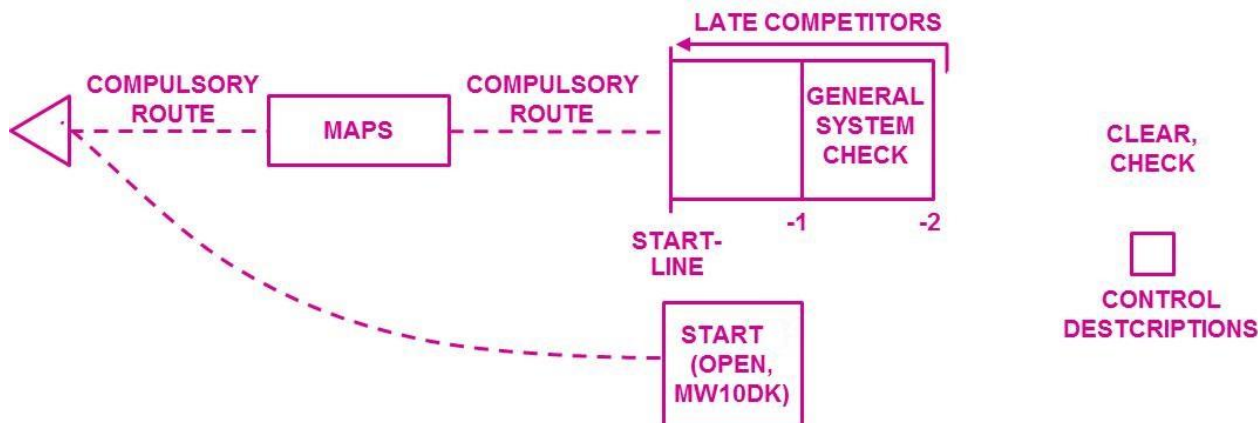 LATE COMPETITORS
COMPULSORY
ROUTE
MAPS
COMPULSORY
ROUTE
GENERAL
SYSTEM
CHECK
CLEAR,
CHECK
-1
-2
START-
LINE
START
(OPEN,
MW10DK)
CONTROL
DESTCRIPTIONS